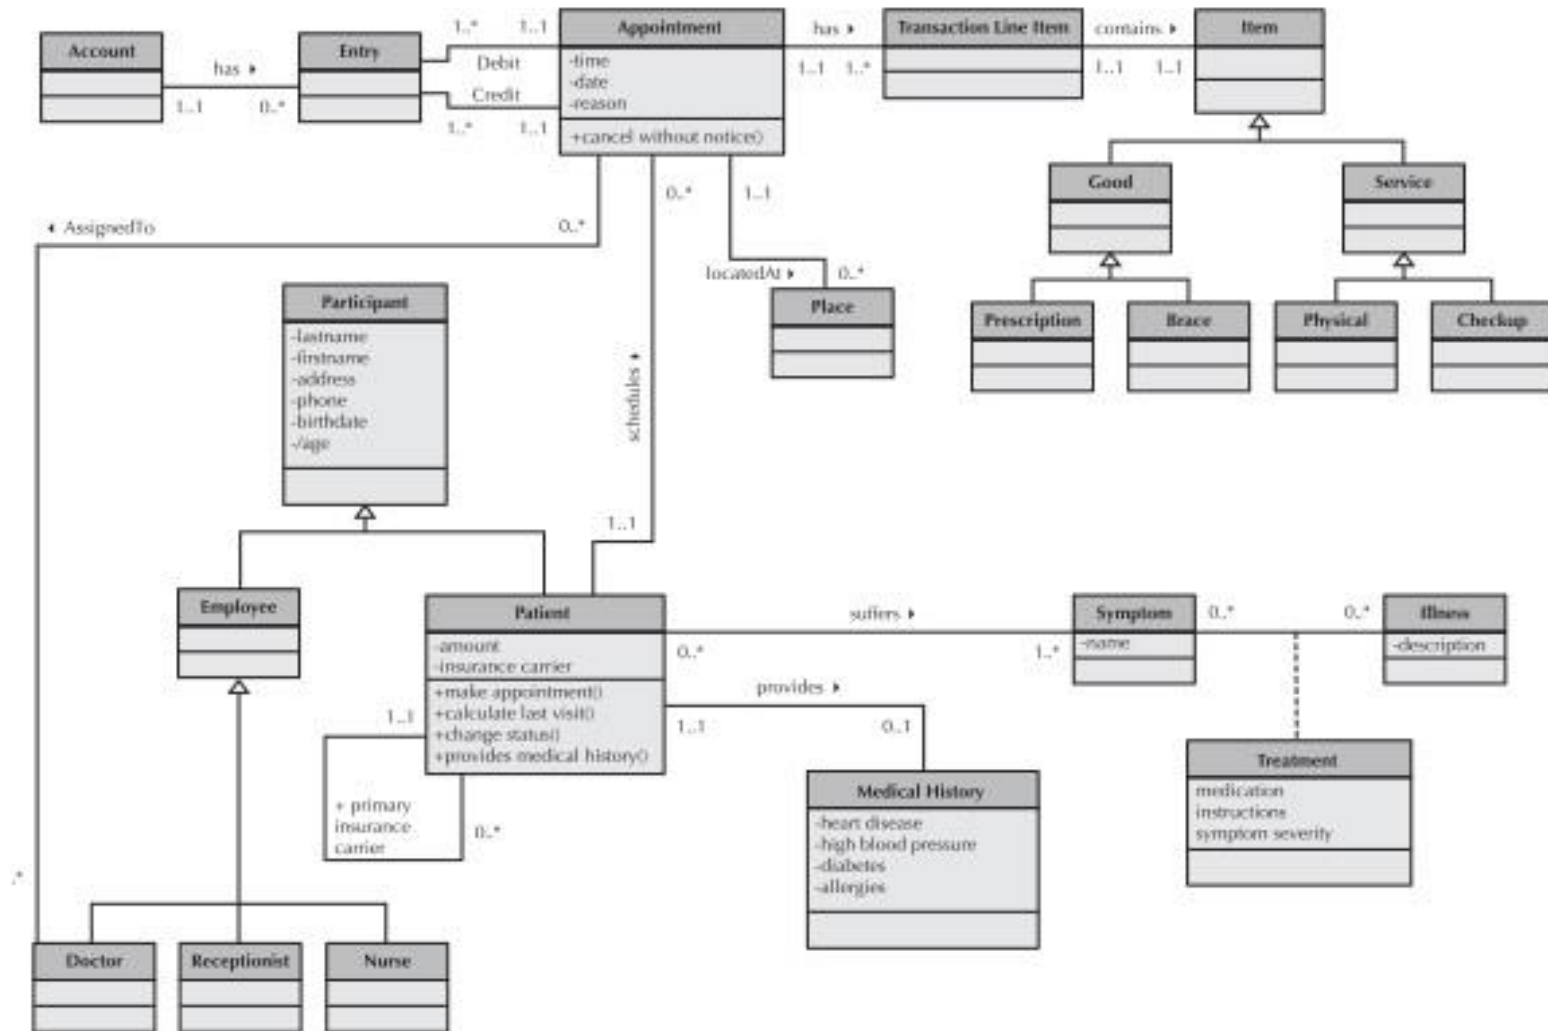 Account
has ▸
1..1
0..*
Entry
1..*
1..1
Debit
Credit
1..*
1..1
Appointment
-time
-date
-reason
+cancel without notice()
has ▸
1..1
1..*
Transaction Line Item
contains ▸
1..1
1..1
Item
Good
Service
Prescription
Brace
Physical
Checkup
◂ AssignedTo
0..*
0..*
1..1
locatedAt ▸
0..*
Place
schedules ▸
1..1
Participant
-lastname
-firstname
-address
-phone
-birthdate
-/age
Employee
Patient
-amount
-insurance carrier
+make appointment()
+calculate last visit()
+change status()
+provides medical history()
1..1
+ primary
insurance
carrier
0..*
suffers ▸
0..*
1..*
Symptom
-name
0..*
0..*
Illness
-description
provides ▸
1..1
0..1
Medical History
-heart disease
-high blood pressure
-diabetes
-allergies
Treatment
medication
instructions
symptom severity
.*
Doctor
Receptionist
Nurse